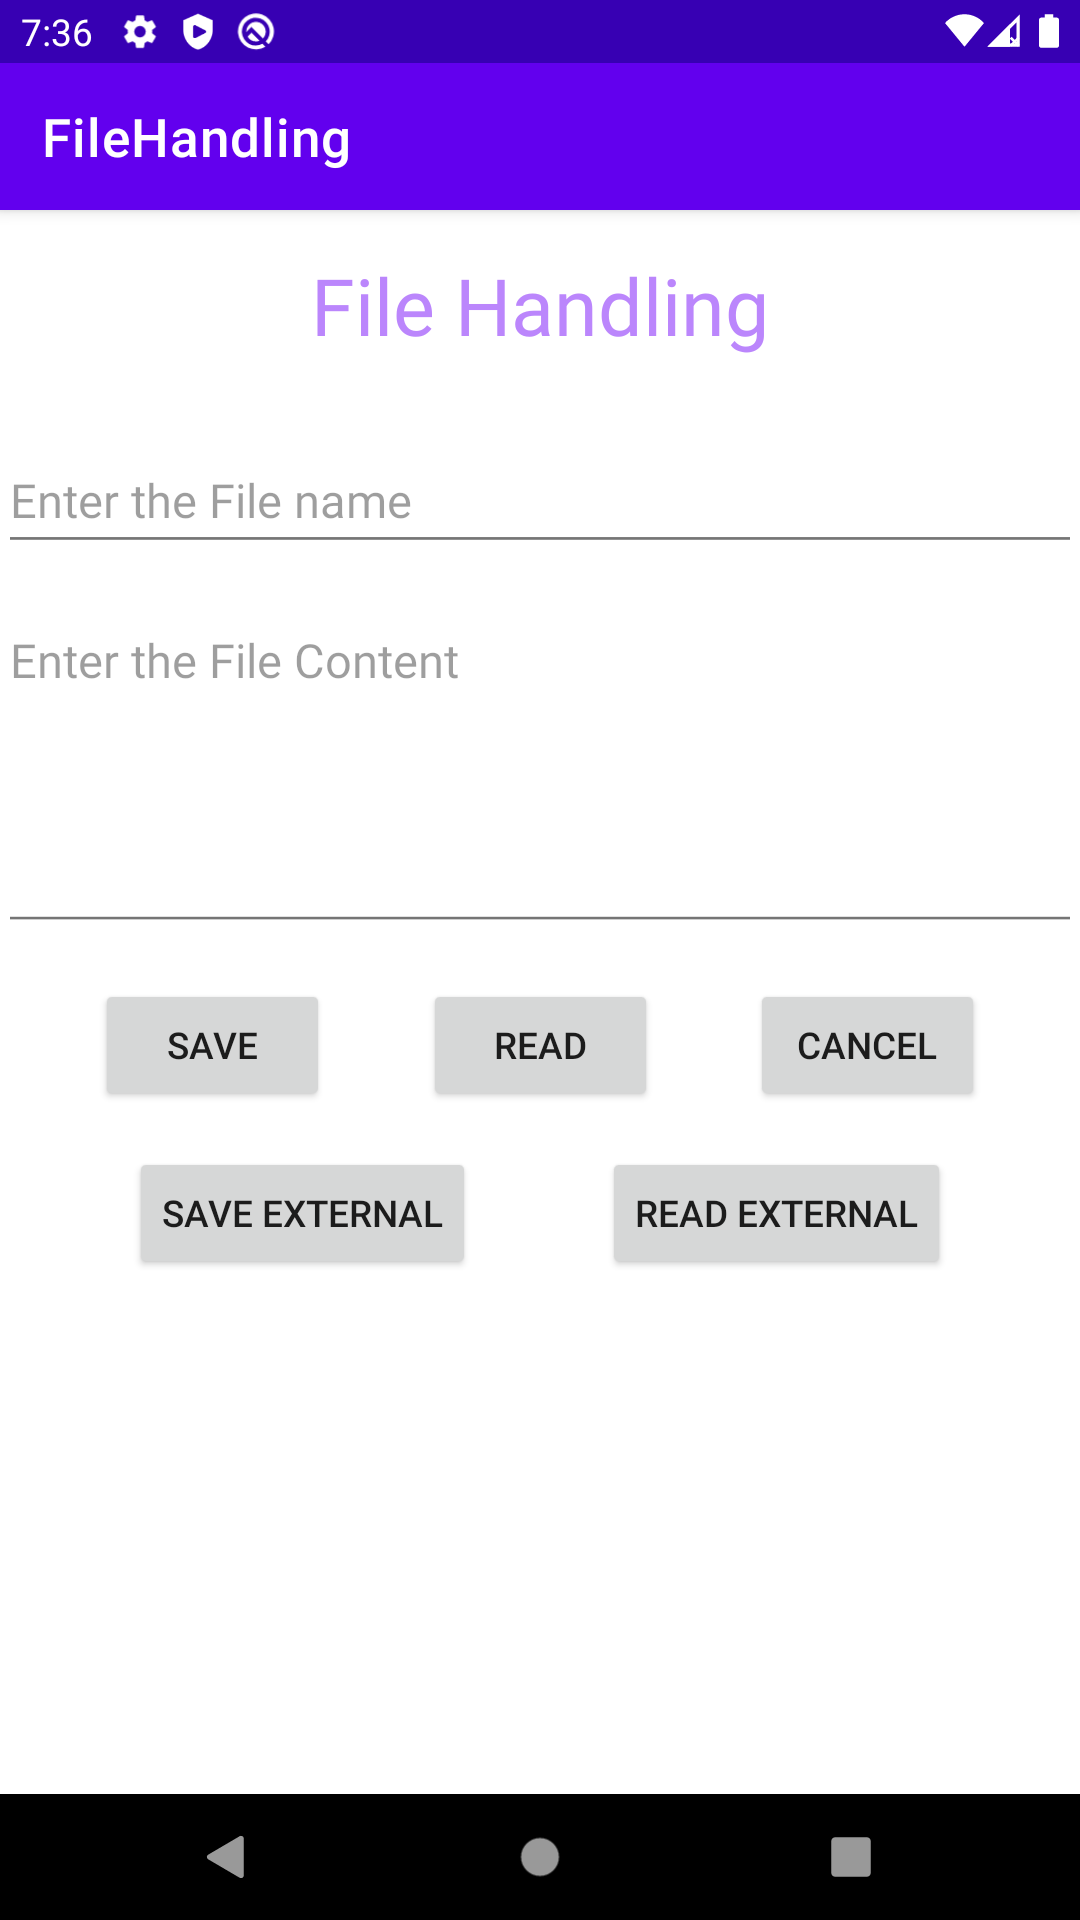 7:36
FileHandling
File Handling
Enter the File name
Enter the File Content
SAVE READ CANCEL
SAVE EXTERNAL READ EXTERNAL